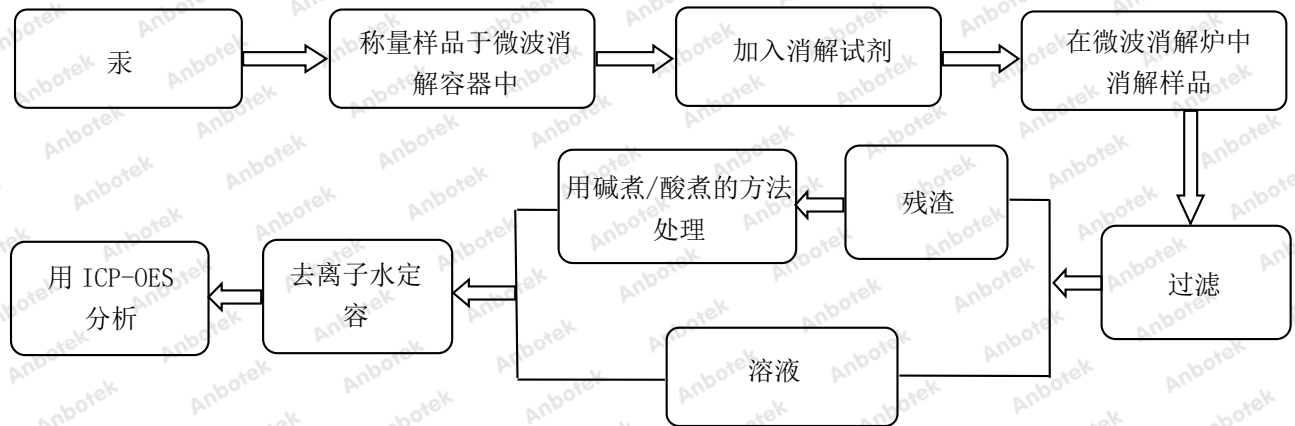 汞
称量样品于微波消
解容器中
加入消解试剂
在微波消解炉中
消解样品
过滤
残渣
用碱煮/酸煮的方法
处理
溶液
去离子水定
容
用 ICP-OES
分析
Anbotek